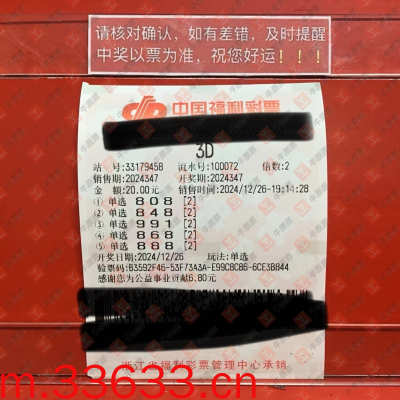 请核对确认，如有差错，及时提醒
中奖以票为准，祝您好运！！！
中国福利彩票
3D
站 号:33179458 流水号:100072 倍数:2
销售期:2024347 开奖期:2024347
金 额:20.00元 销售时间:2024/12/26-19:14:28
① 单选 808 [2]
② 单选 848 [2]
③ 单选 991 [2]
④ 单选 868 [2]
⑤ 单选 888 [2]
开奖日期:2024/12/26 玩法:单选
验票码:B3592F46-53F73A3A-E99C8C86-6CE3B844
感谢您为公益事业贡献6.80元
浙江省福利彩票管理中心承销
m.33633.cn